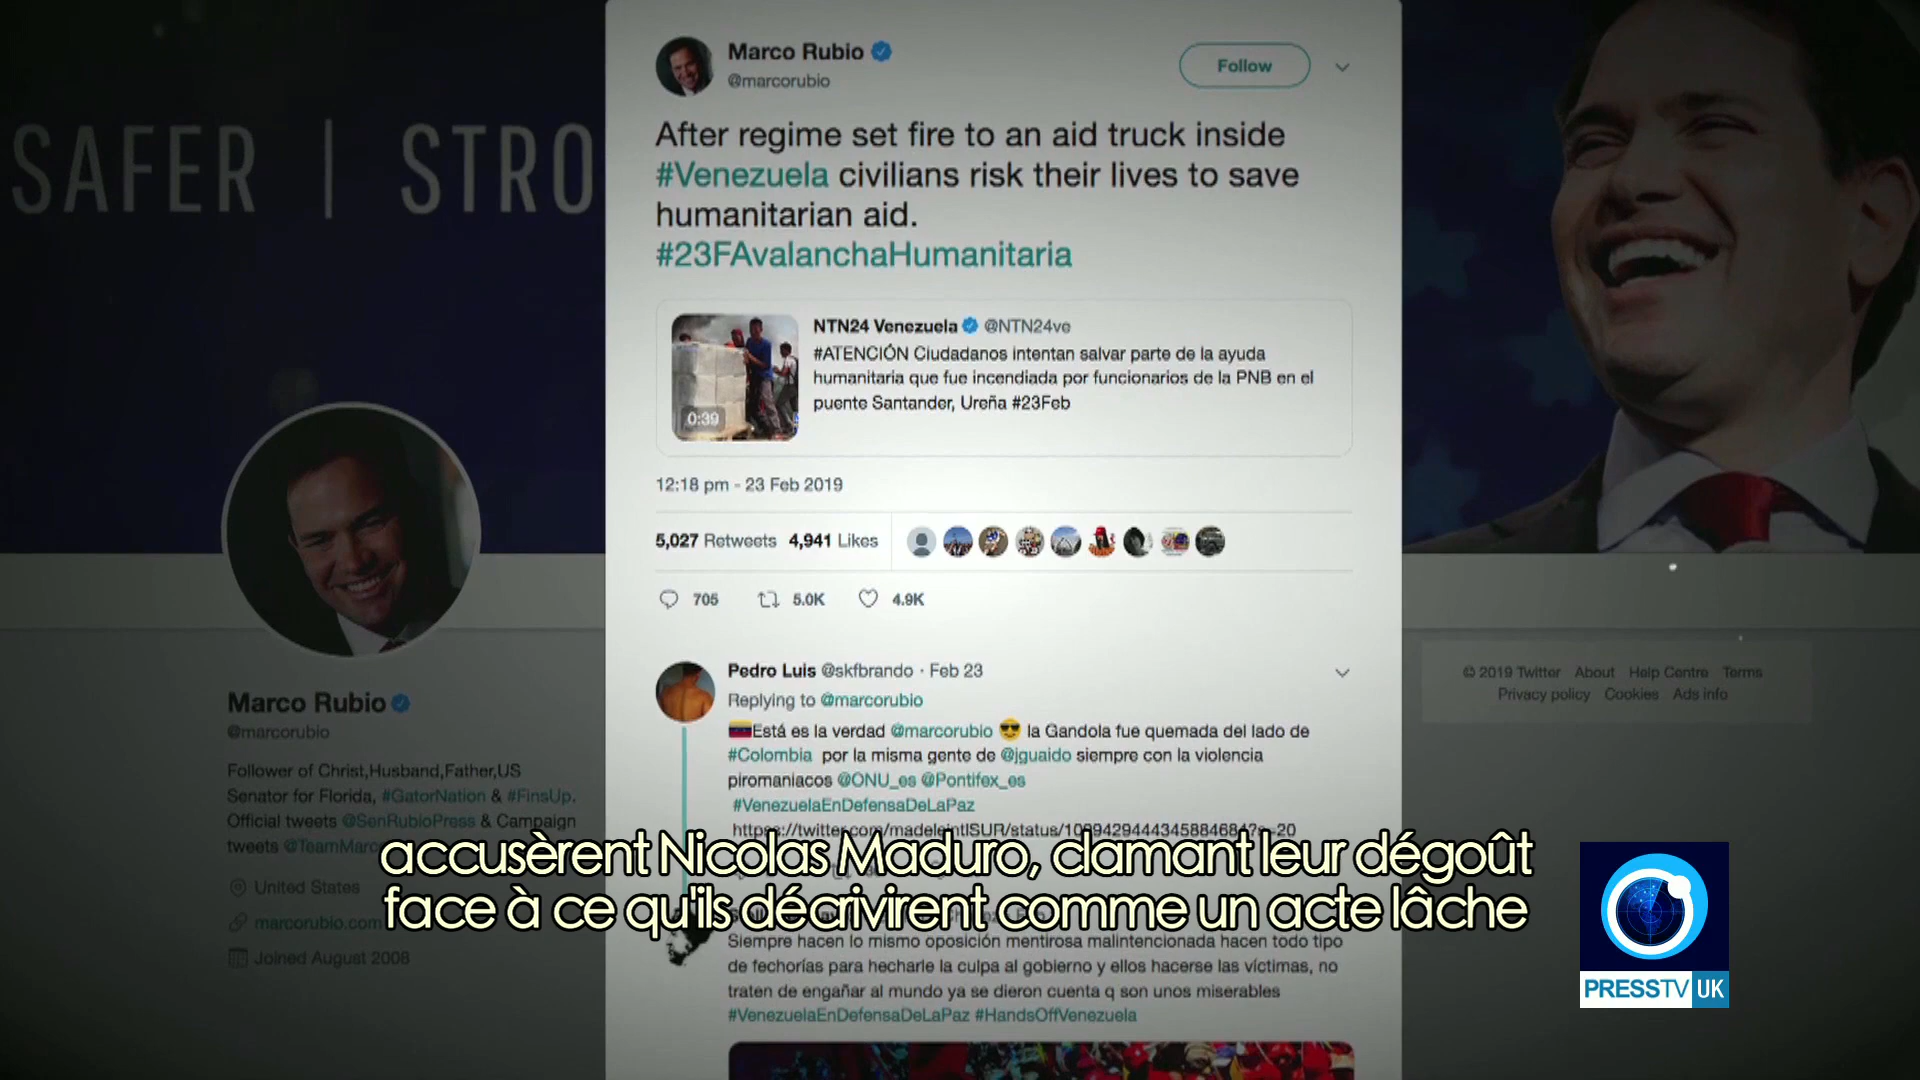 SAFER | STRO
Marco Rubio
@marcorubio
Follow
After regime set fire to an aid truck inside
#Venezuela civilians risk their lives to save
humanitarian aid.
#23FAvalanchaHumanitaria
NTN24 Venezuela @NTN24ve
#ATENCIÓN Ciudadanos intentan salvar parte de la ayuda
humanitaria que fue incendiada por funcionarios de la PNB en el
puente Santander, Ureña #23Feb
0:39
12:18 pm - 23 Feb 2019
5,027 Retweets 4,941 Likes
705 5.0K 4.9K
Pedro Luis @skfbrando · Feb 23
Replying to @marcorubio
Está es la verdad @marcorubio 😎 la Gandola fue quemada del lado de
#Colombia por la misma gente de @jguaido siempre con la violencia
piromaniacos @ONU_es @Pontifex_es
#VenezuelaEnDefensaDeLaPaz
Siempre hacen lo mismo oposición mentirosa malintencionada hacen todo tipo
de fechorías para hecharle la culpa al gobierno y ellos hacerse las víctimas, no
traten de engañar al mundo ya se dieron cuenta q son unos miserables
#VenezuelaEnDefensaDeLaPaz #HandsOffVenezuela
Marco Rubio
@marcorubio
Follower of Christ,Husband,Father,US
Senator for Florida, #GatorNation & #FinsUp.
Official tweets @SenRubioPress & Campaign
tweets
United States
marcorubio.com
Joined August 2008
© 2019 Twitter About Help Centre Terms
Privacy policy Cookies Ads info
accusèrent Nicolas Maduro, clamant leur dégoût
face à ce qu'ils décrivirent comme un acte lâche
PRESSTV UK